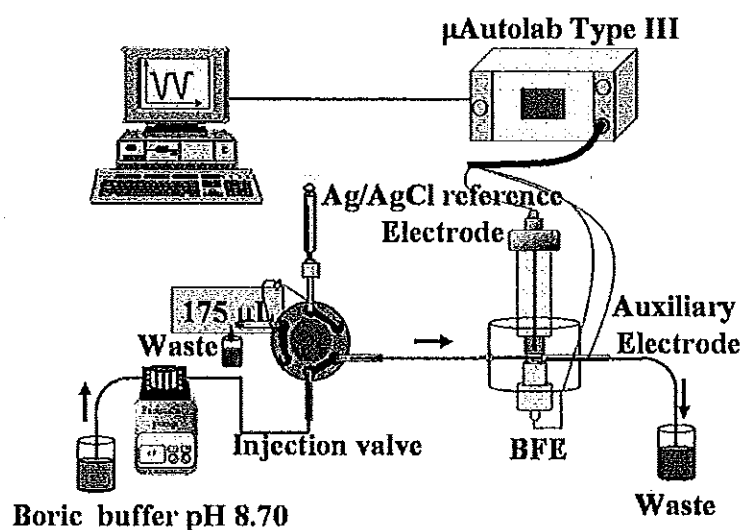 µAutolab Type III
Ag/AgCl reference
Electrode
175 µL
Waste
Auxiliary
Electrode
Injection valve
BFE
Boric buffer pH 8.70
Waste